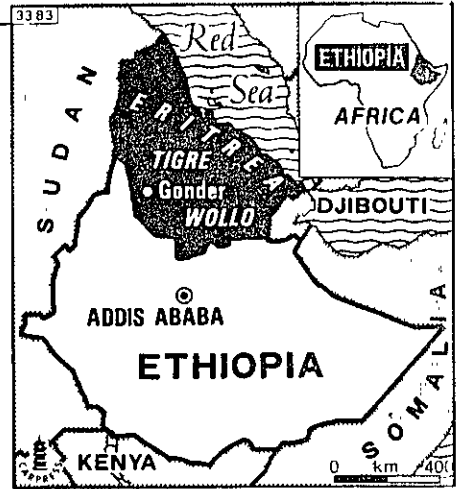 3383
Red
Sea
SUDAN
ERITREA
TIGRE
Gonder
WOLLO
DJIBOUTI
ADDIS ABABA
ETHIOPIA
SOMALIA
KENYA
0 km 400
ETHIOPIA
AFRICA